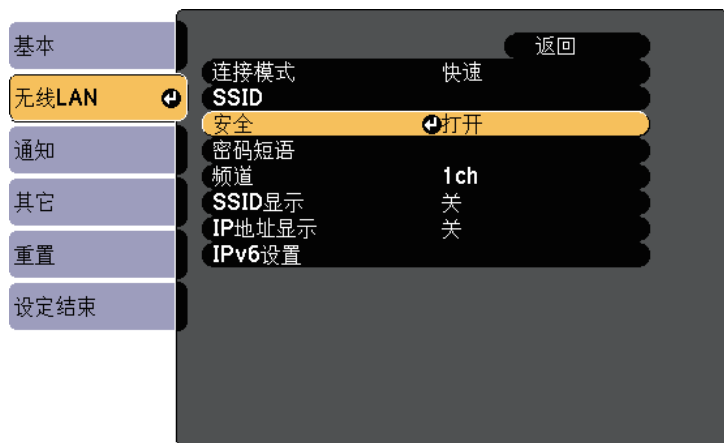 基本
无线LAN
通知
其它
重置
设定结束
返回
连接模式 快速
SSID
安全 打开
密码短语
频道 1ch
SSID显示 关
IP地址显示 关
IPv6设置